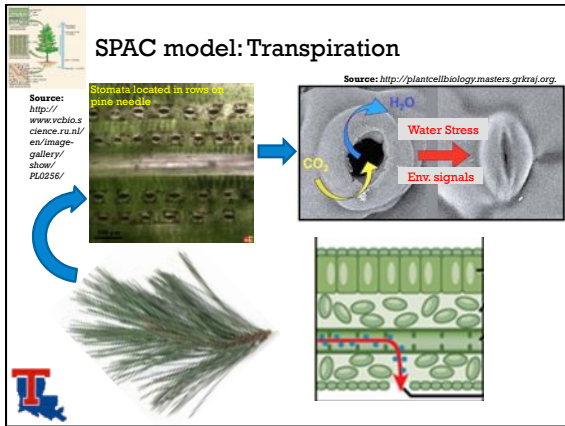 SPAC model: Transpiration
Source: http://plantcellbiology.masters.grkraj.org.
Source:
http://
www.vcbio.s
cience.ru.nl/
en/image-
gallery/
show/
PL0256/
Stomata located in rows on
pine needle
H₂O
CO₂
Water Stress
Env. signals
T